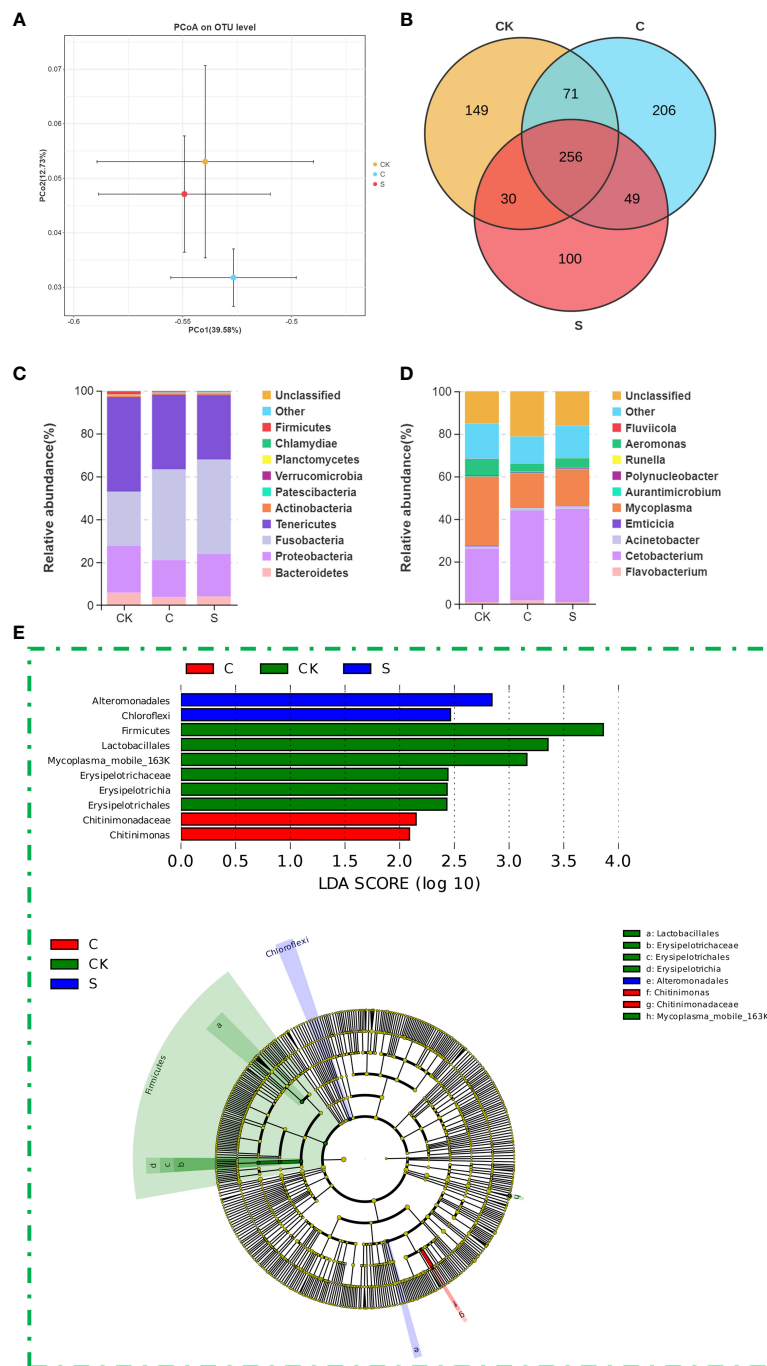 A
PCoA on OTU level
0.07
0.06
0.05
0.04
0.03
PCo2(12.73%)
-0.6
-0.55
-0.5
PCo1(39.58%)
CK
C
S
B
CK
C
149
71
206
256
30
49
100
S
C
100
80
60
40
20
0
Relative abundance(%)
CK
C
S
Unclassified
Other
Firmicutes
Chlamydiae
Planctomycetes
Verrucomicrobia
Patescibacteria
Actinobacteria
Tenericutes
Fusobacteria
Proteobacteria
Bacteroidetes
D
100
80
60
40
20
0
Relative abundance(%)
CK
C
S
Unclassified
Other
Fluviicola
Aeromonas
Runella
Polynucleobacter
Aurantimicrobium
Mycoplasma
Emticicia
Acinetobacter
Cetobacterium
Flavobacterium
E
C
CK
S
Alteromonadales
Chloroflexi
Firmicutes
Lactobacillales
Mycoplasma_mobile_163K
Erysipelotrichaceae
Erysipelotrichia
Erysipelotrichales
Chitinimonadaceae
Chitinimonas
0.0 0.5 1.0 1.5 2.0 2.5 3.0 3.5 4.0
LDA SCORE (log 10)
C
CK
S
Chloroflexi
Firmicutes
a
d c b
h
e
a: Lactobacillales
b: Erysipelotrichaceae
c: Erysipelotrichales
d: Erysipelotrichia
e: Alteromonadales
f: Chitinimonas
g: Chitinimonadaceae
h: Mycoplasma_mobile_163K